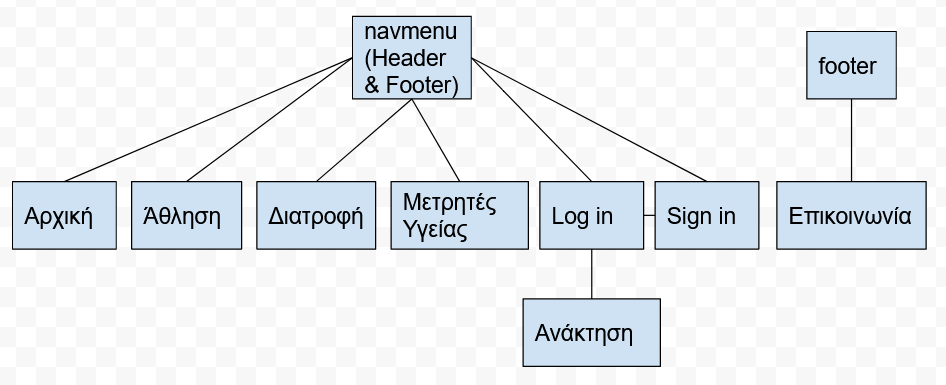 navmenu
(Header
& Footer)
footer
Αρχική
Άθληση
Διατροφή
Μετρητές
Υγείας
Log in
Sign in
Επικοινωνία
Ανάκτηση